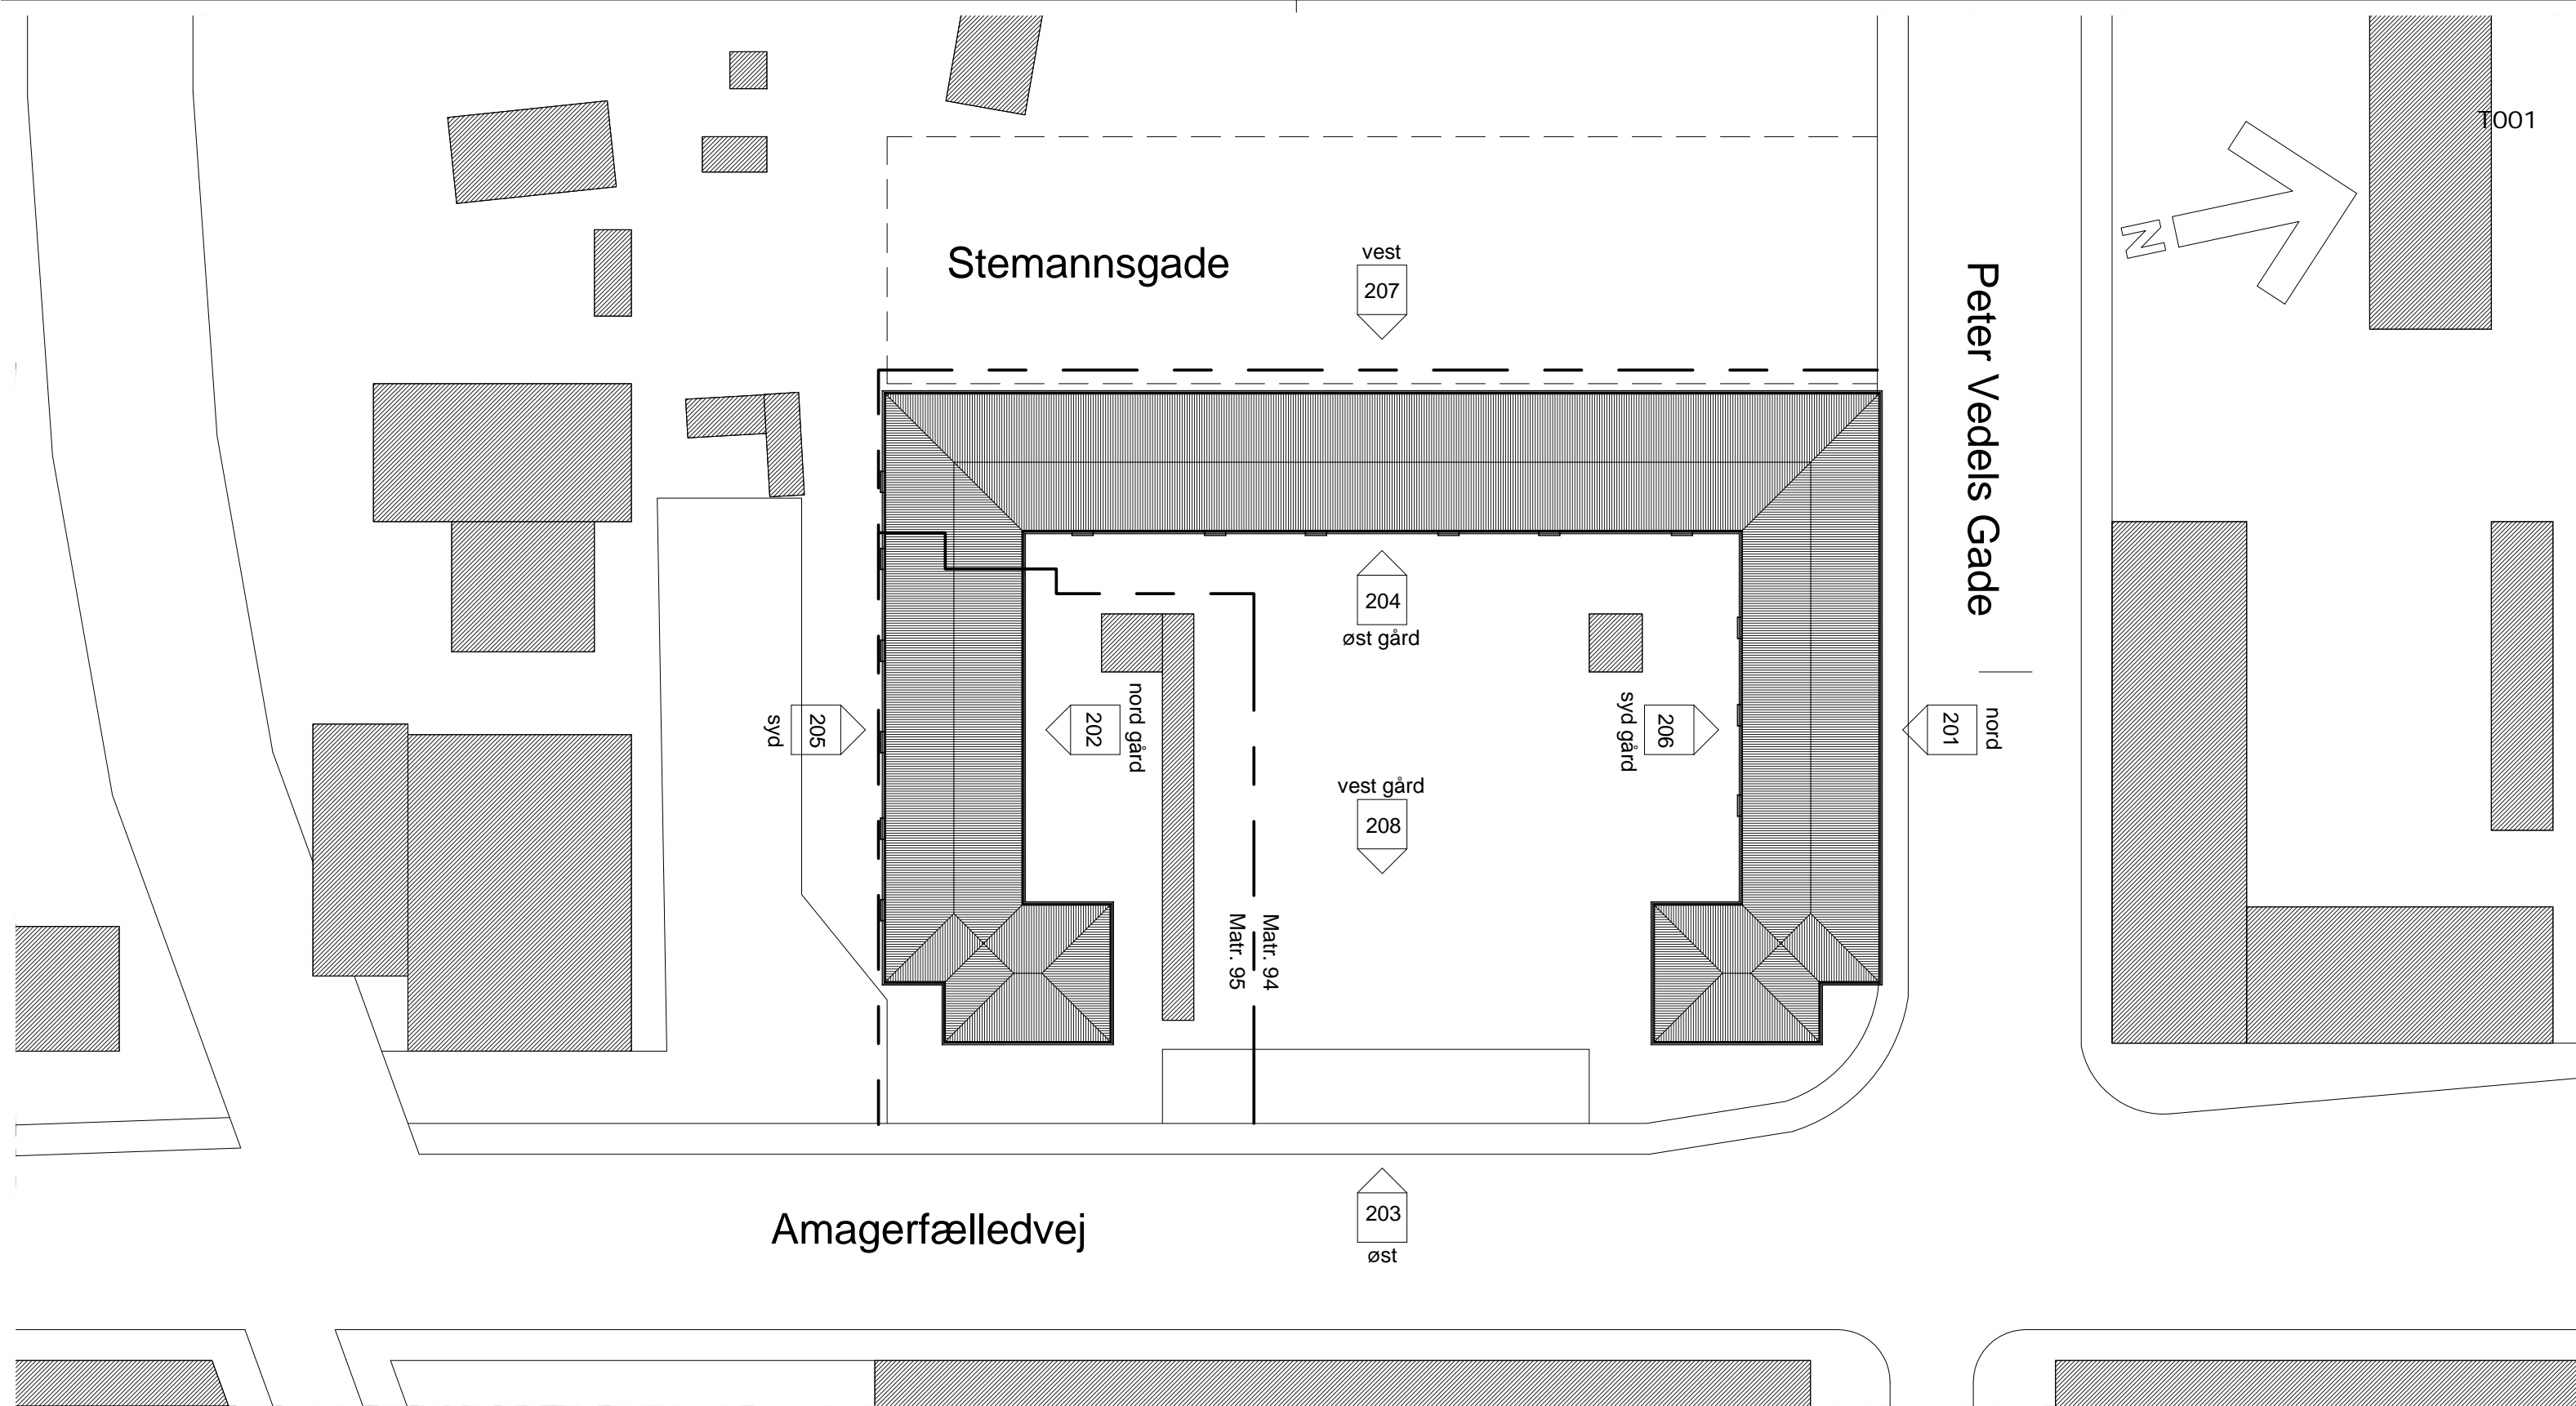 T001
N
Stemannsgade
vest
207
Peter Vedels Gade
204
øst gård
syd
205
202
nord gård
syd gård
206
201
nord
vest gård
208
Matr. 94
Matr. 95
Amagerfælledvej
203
øst